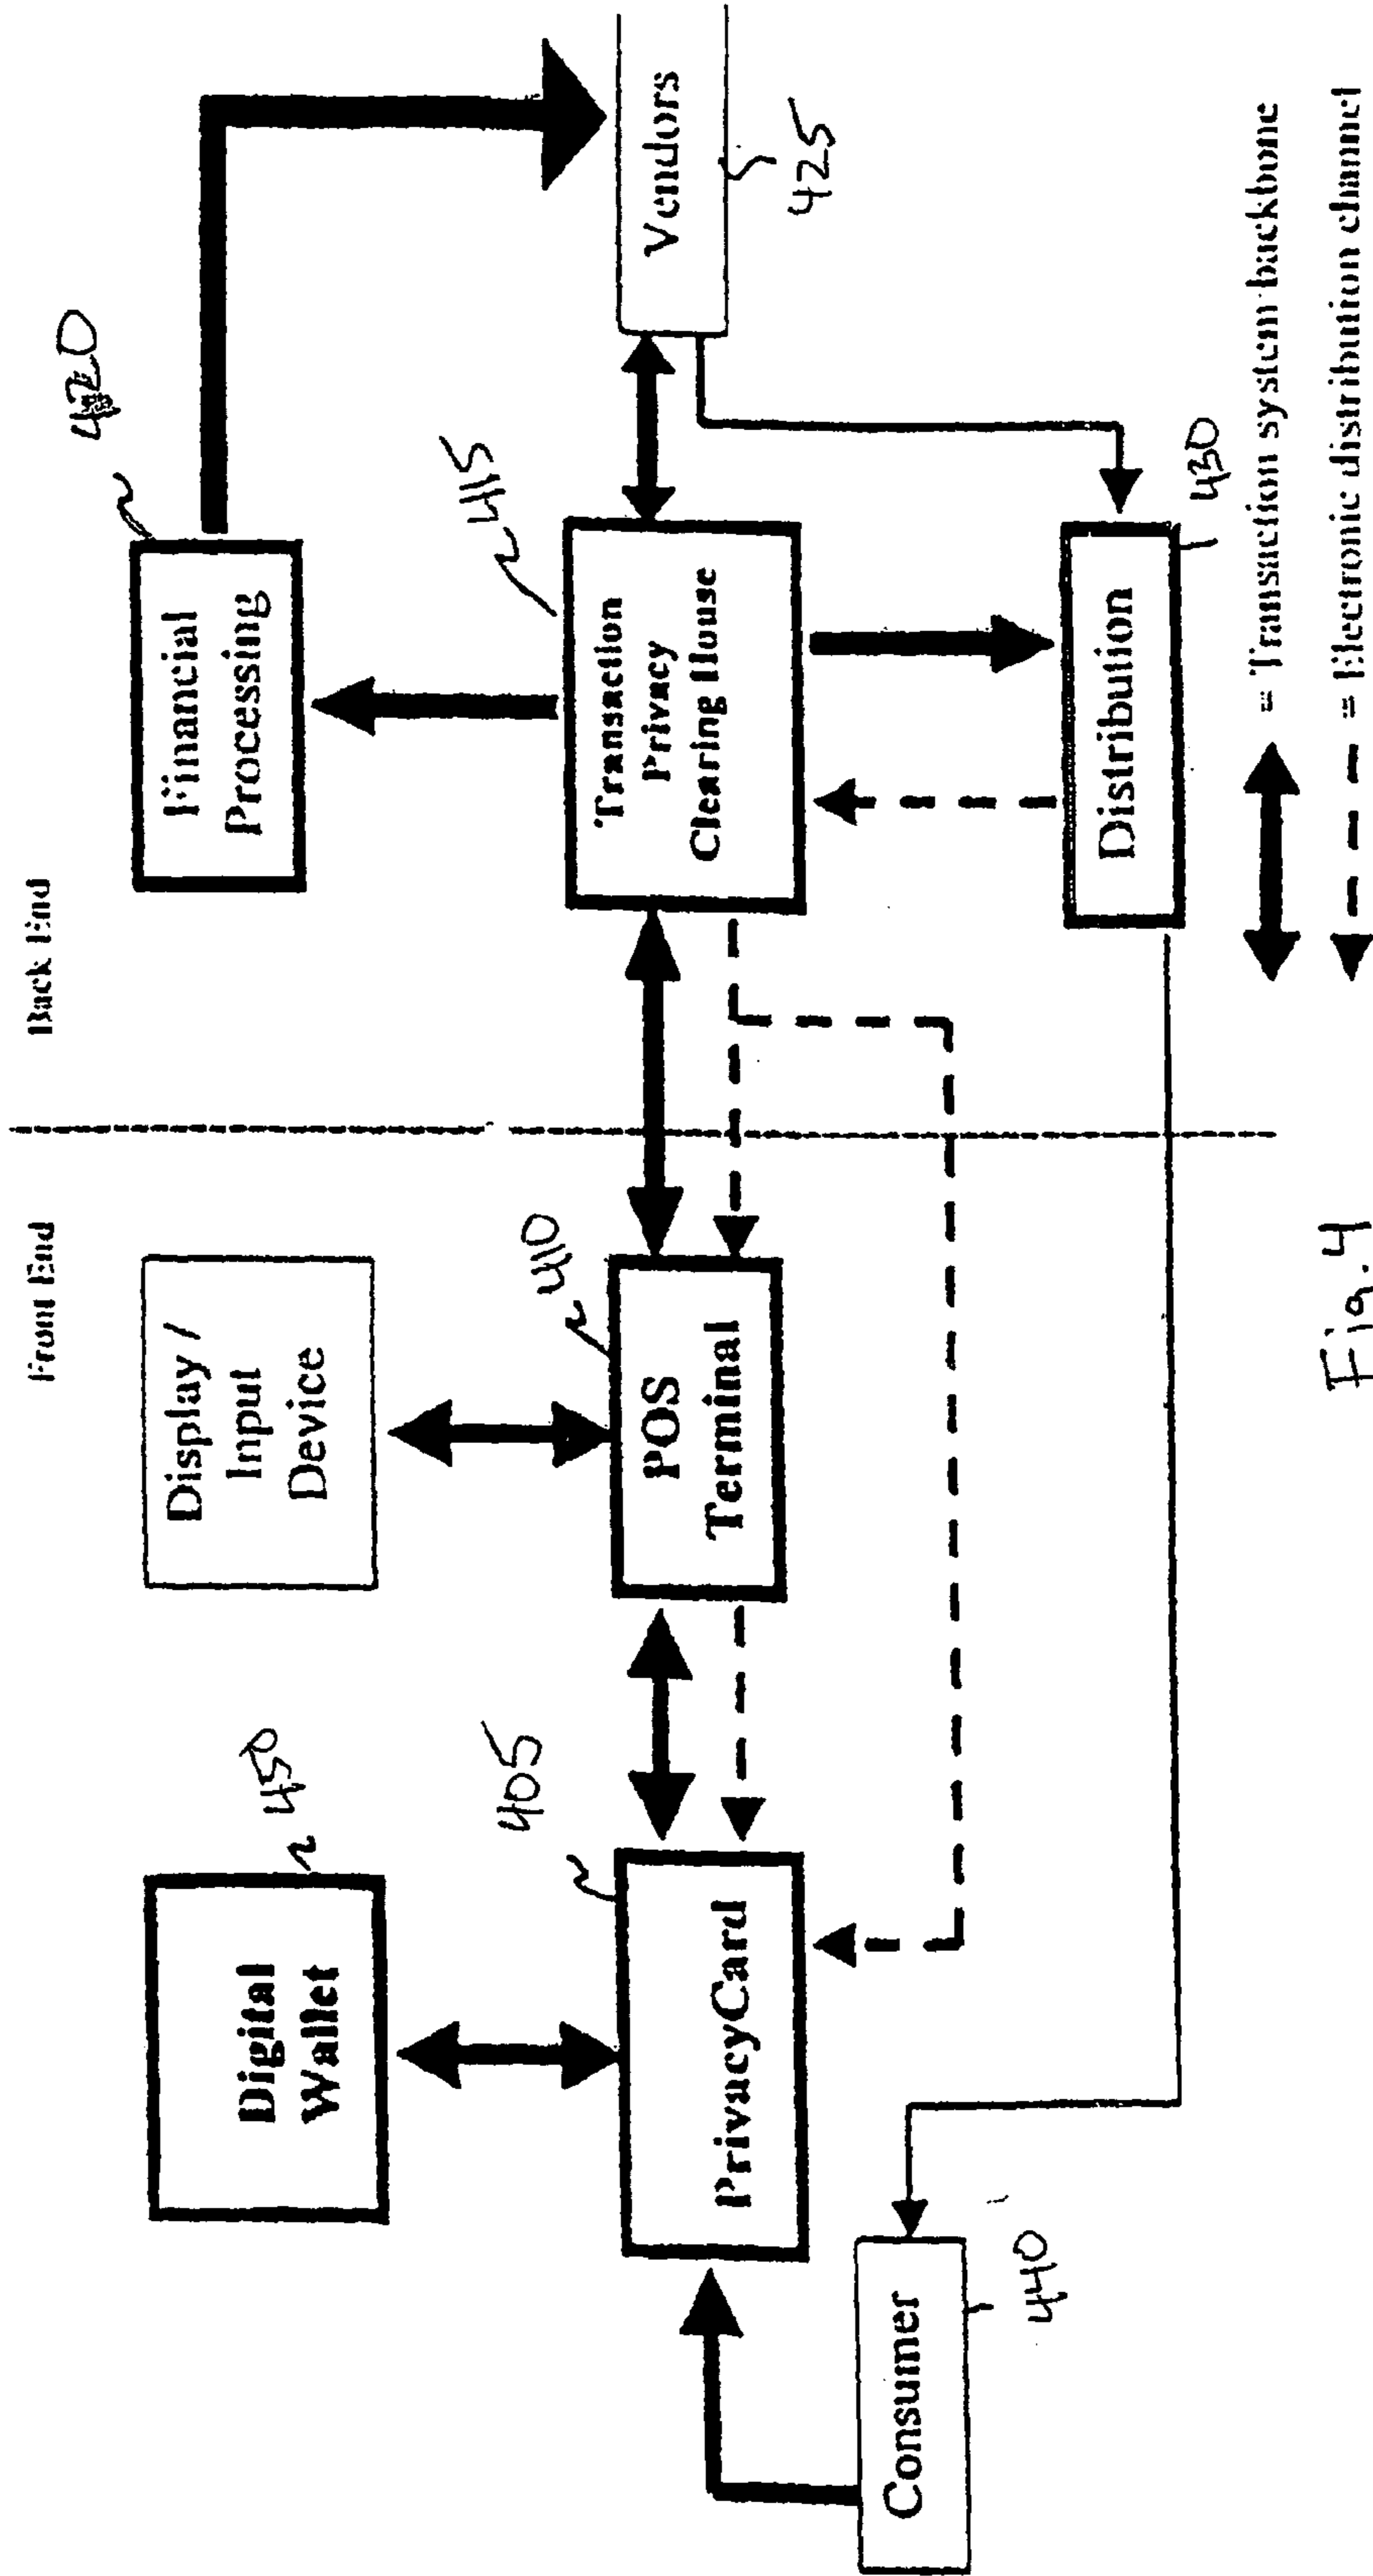 Front End
Back End
Digital
Wallet
450
Display /
Input
Device
Financial
Processing
420
PrivacyCard
405
POS
Terminal
410
Transaction
Privacy
Clearing House
415
Vendors
425
Consumer
440
Distribution
430
= Transaction system backbone
= Electronic distribution channel
Fig. 4